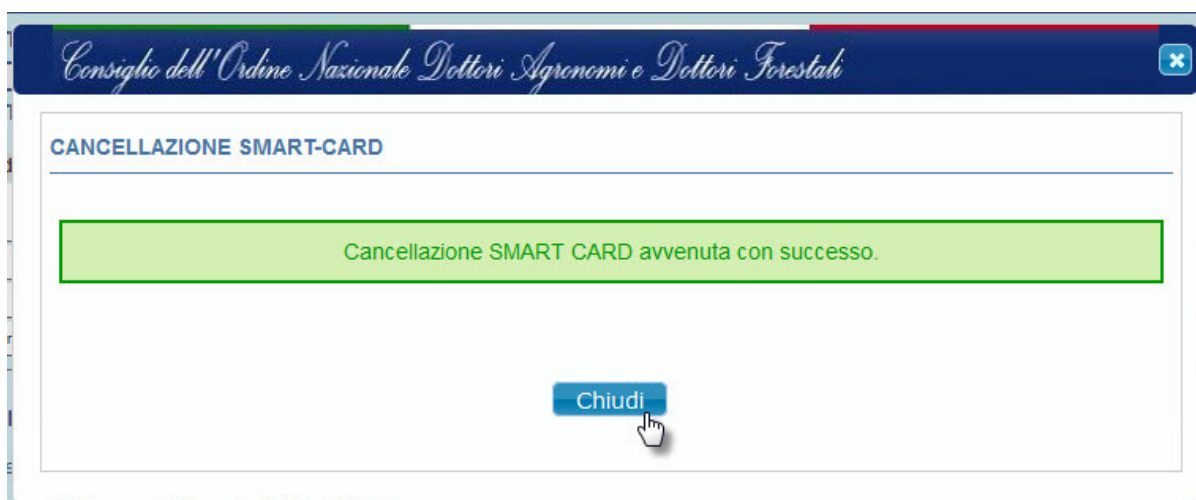 Consiglio dell'Ordine Nazionale Dottori Agronomi e Dottori Forestali
CANCELLAZIONE SMART-CARD
Cancellazione SMART CARD avvenuta con successo.
Chiudi